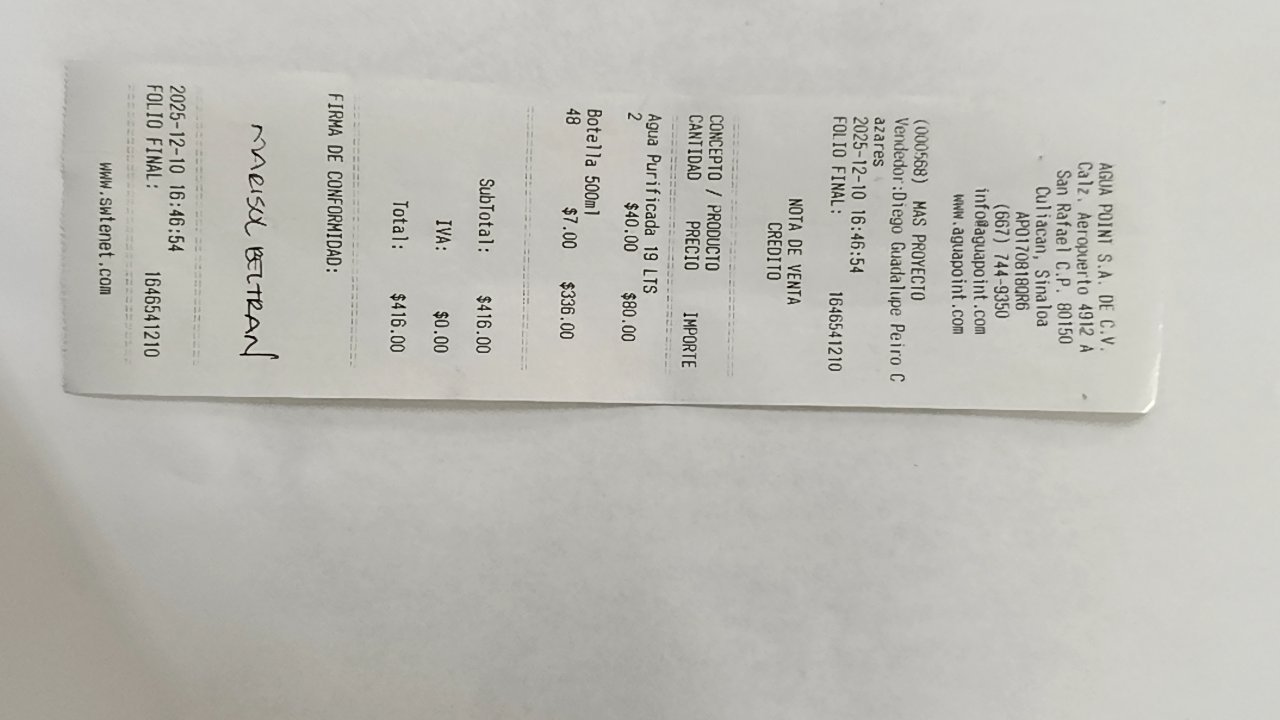 AGUA POINT S.A. DE C.V.
Calz. Aeropuerto 4912 A
San Rafael C.P. 80150
Culiacan, Sinaloa
APO170818QR6
(667) 744-9350
info@aguapoint.com
www.aguapoint.com
(000568) MAS PROYECTO
Vendedor:Diego Guadalupe Peiro C
azares
2025-12-10 16:46:54
FOLIO FINAL: 1646541210
NOTA DE VENTA
CREDITO
CONCEPTO / PRODUCTO
CANTIDAD PRECIO IMPORTE
Agua Purificada 19 LTS
2 $40.00 $80.00
Botella 500ml
48 $7.00 $336.00
SubTotal: $416.00
IVA: $0.00
Total: $416.00
FIRMA DE CONFORMIDAD:
MARISOL BELTRAN
2025-12-10 16:46:54
FOLIO FINAL: 1646541210
www.swtenet.com